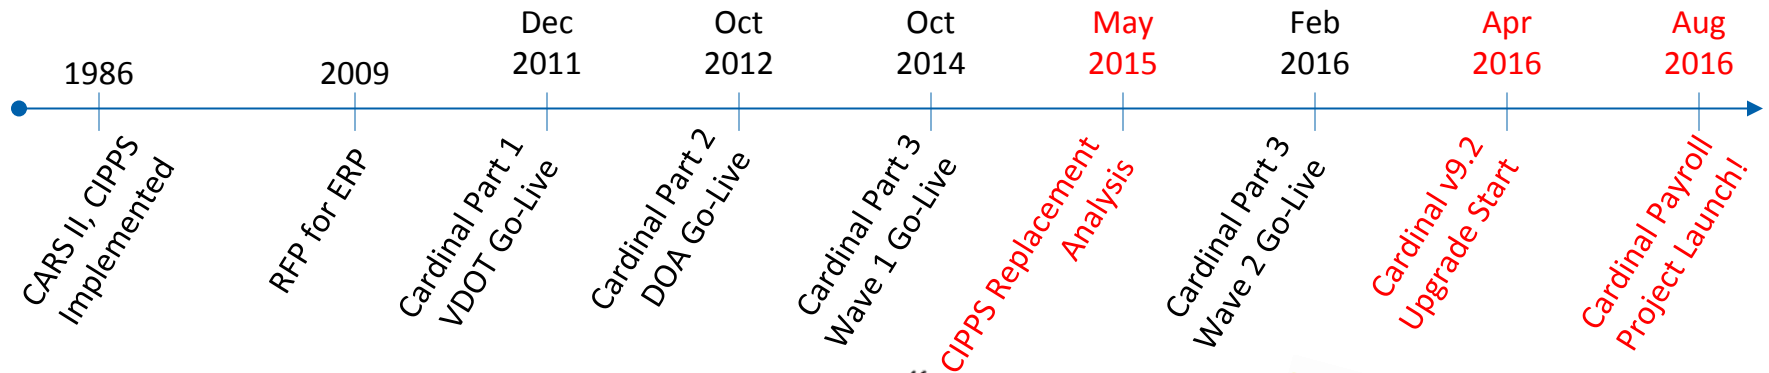 1986
2009
Dec
2011
Oct
2012
Oct
2014
May
2015
Feb
2016
Apr
2016
Aug
2016
CARS II, CIPPS
Implemented
RFP for ERP
Cardinal Part 1
VDOT Go-Live
Cardinal Part 2
DOA Go-Live
Cardinal Part 3
Wave 1 Go-Live
CIPPS Replacement
Analysis
Cardinal Part 3
Wave 2 Go-Live
Cardinal v9.2
Upgrade Start
Cardinal Payroll
Project Launch!